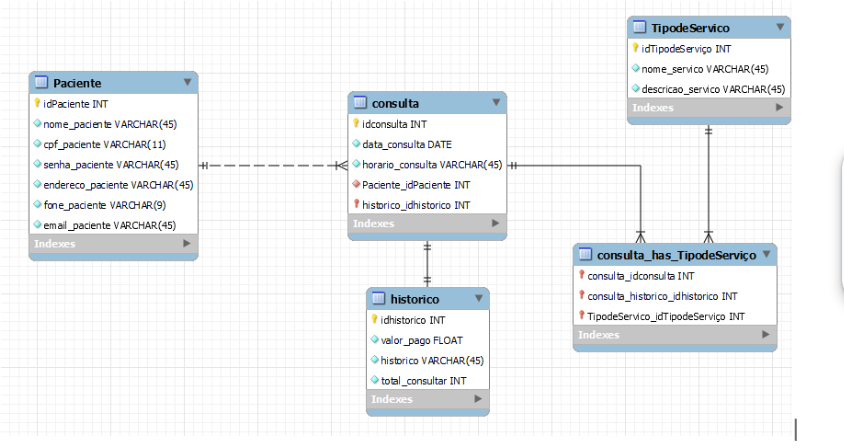 Paciente
idPaciente INT
nome_paciente VARCHAR(45)
cpf_paciente VARCHAR(11)
senha_paciente VARCHAR(45)
endereco_paciente VARCHAR(45)
fone_paciente VARCHAR(9)
email_paciente VARCHAR(45)
Indexes
consulta
idconsulta INT
data_consulta DATE
horario_consulta VARCHAR(45)
Paciente_idPaciente INT
historico_idhistorico INT
Indexes
historico
idhistorico INT
valor_pago FLOAT
historico VARCHAR(45)
total_consultar INT
Indexes
TipodeServico
idTipodeServiço INT
nome_servico VARCHAR(45)
descricao_servico VARCHAR(45)
Indexes
consulta_has_TipodeServiço
consulta_idconsulta INT
consulta_historico_idhistorico INT
TipodeServico_idTipodeServiço INT
Indexes